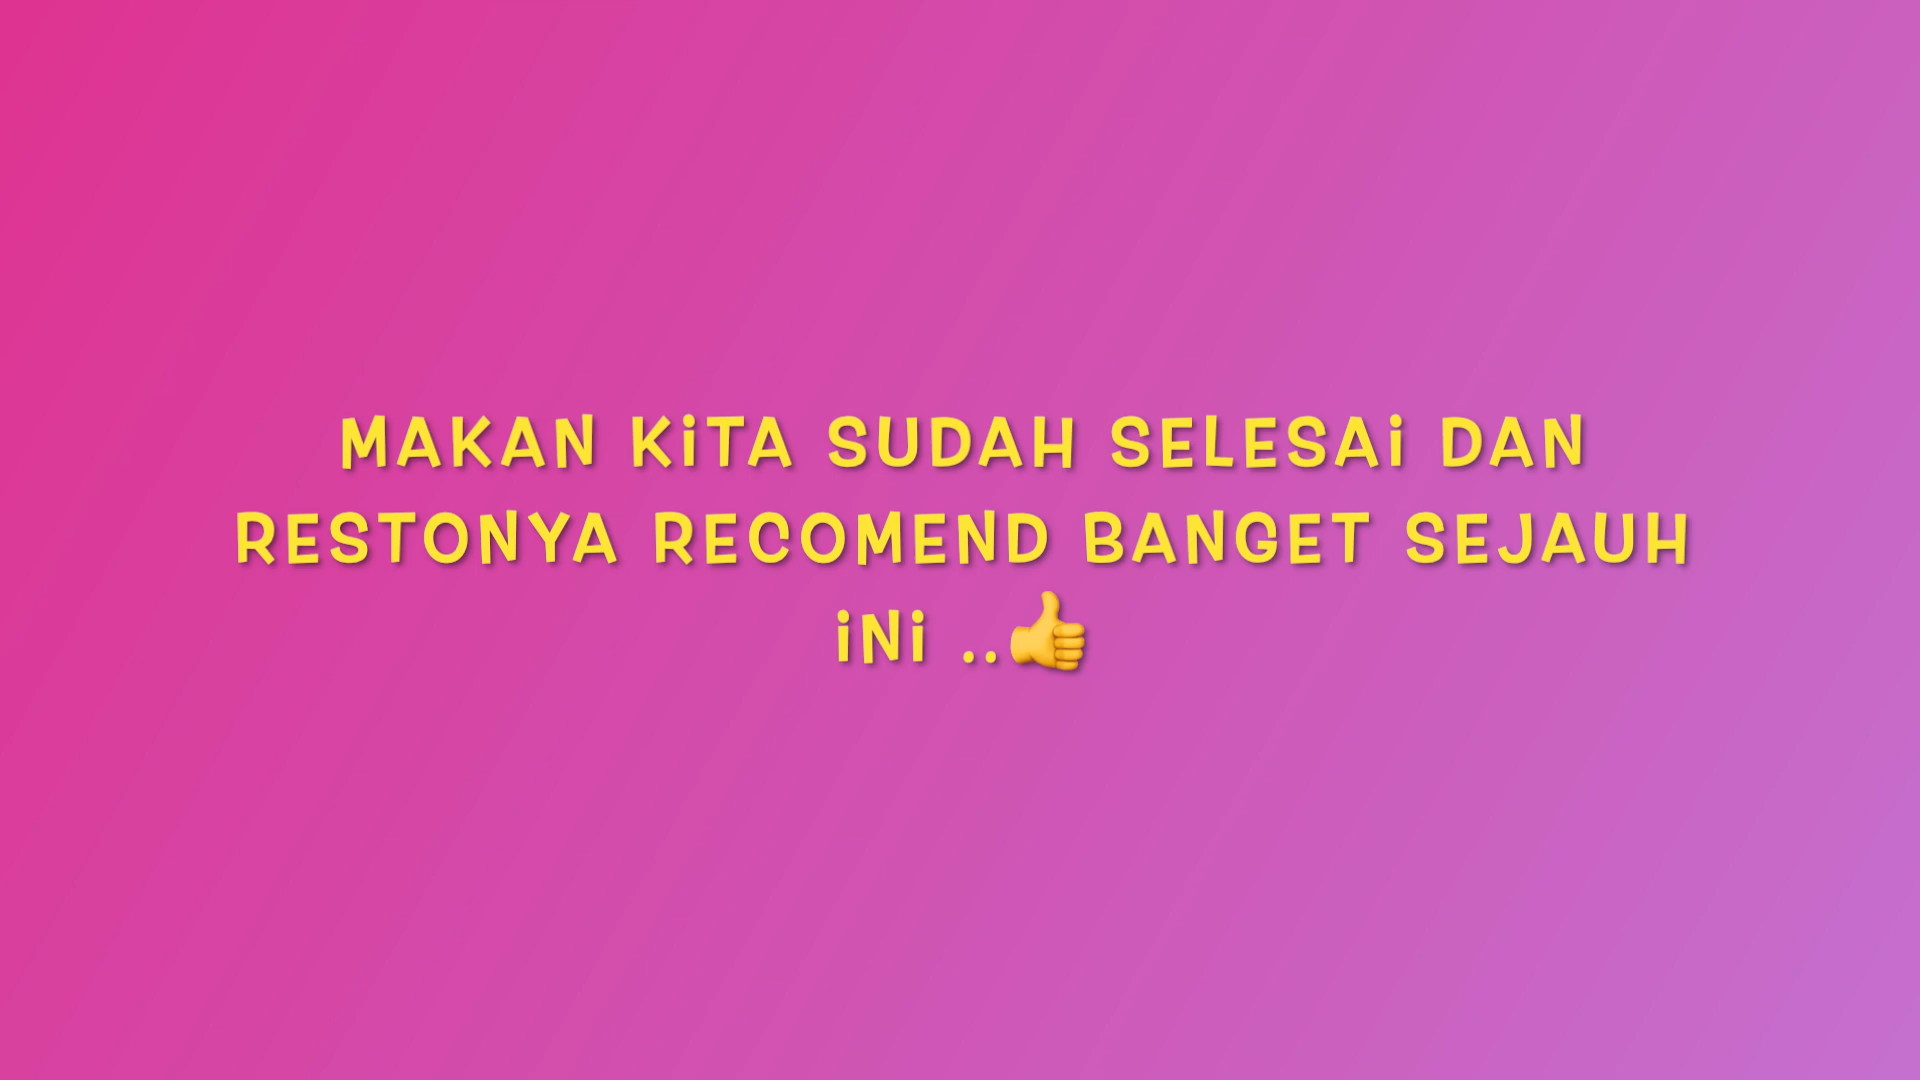 MAKAN KiTA SUDAH SELESAi DAN
RESTONYA RECOMEND BANGET SEJAUH
iNi ..👍